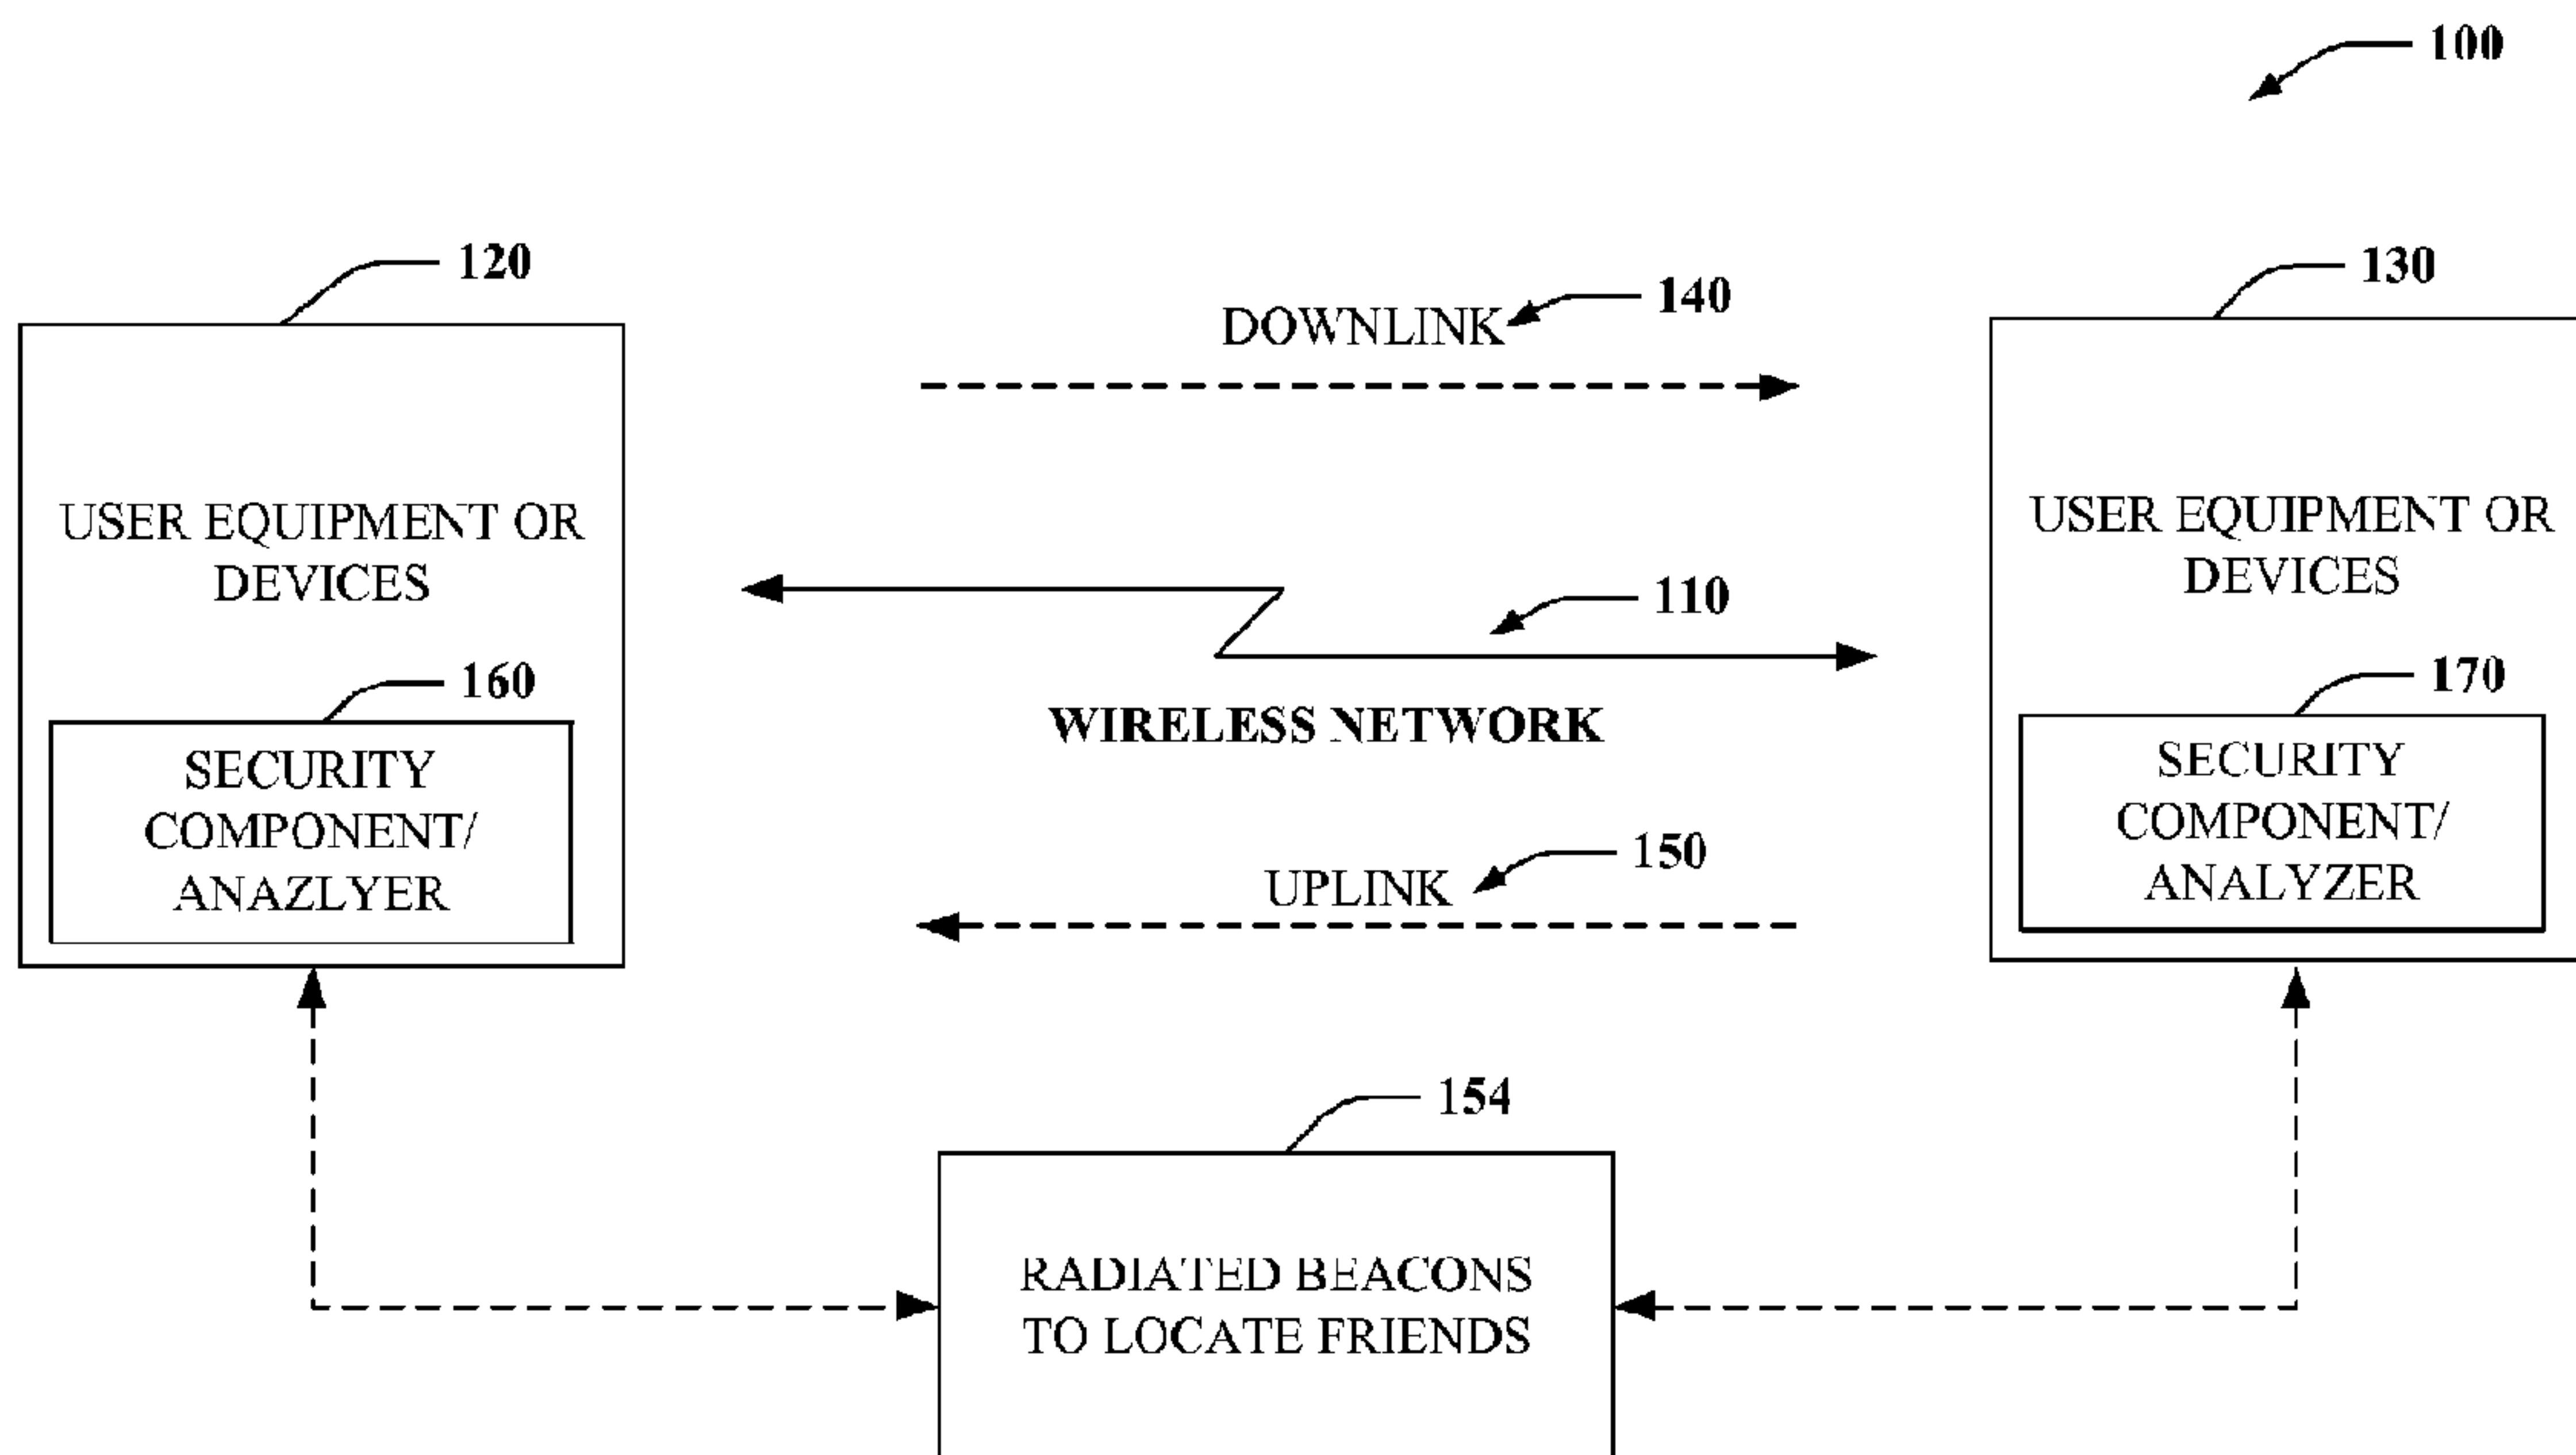 100
120
DOWNLINK
140
130
USER EQUIPMENT OR
DEVICES
110
WIRELESS NETWORK
USER EQUIPMENT OR
DEVICES
160
SECURITY
COMPONENT/
ANAZLYER
UPLINK
150
170
SECURITY
COMPONENT/
ANALYZER
154
RADIATED BEACONS
TO LOCATE FRIENDS